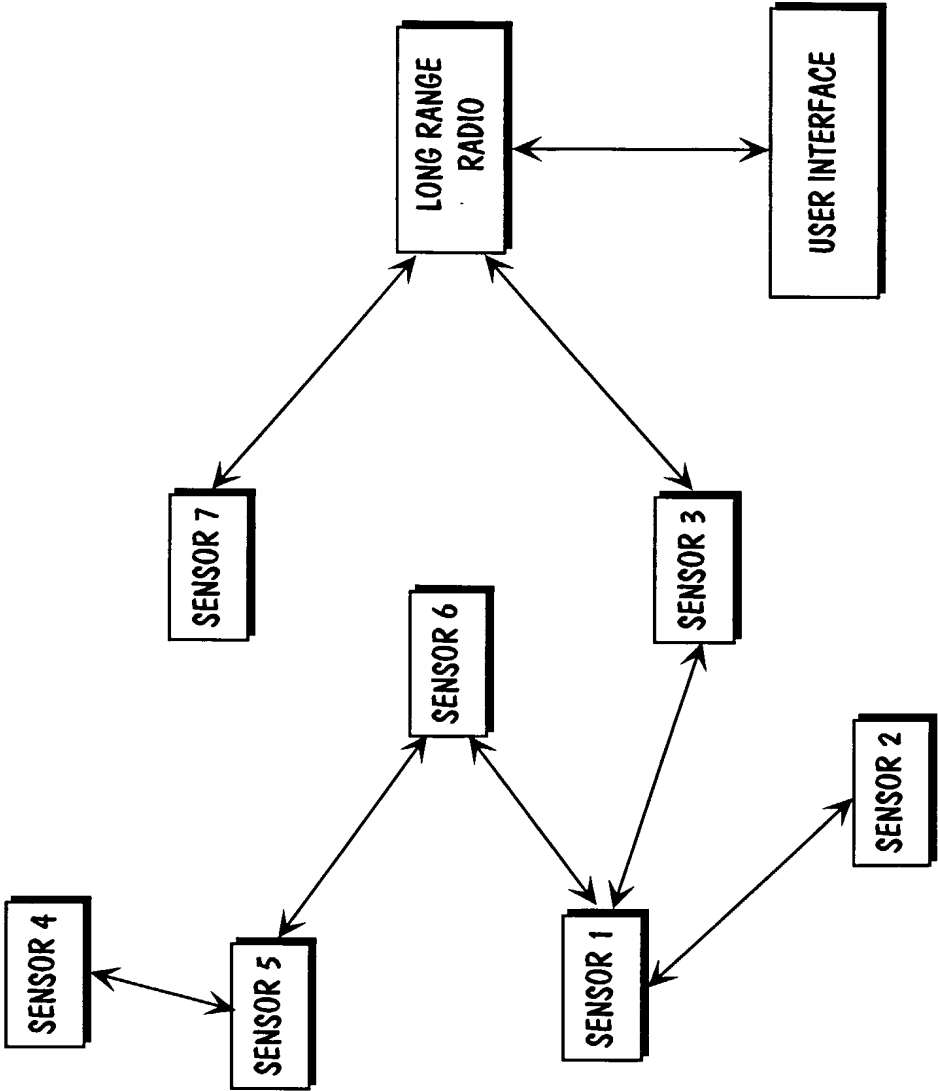 SENSOR 4
SENSOR 7
SENSOR 5
SENSOR 6
LONG RANGE
RADIO
SENSOR 1
SENSOR 3
USER INTERFACE
SENSOR 2